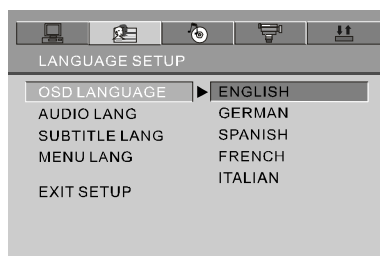 LANGUAGE SETUP
OSD LANGUAGE ENGLISH
AUDIO LANG GERMAN
SUBTITLE LANG SPANISH
MENU LANG FRENCH
ITALIAN
EXIT SETUP